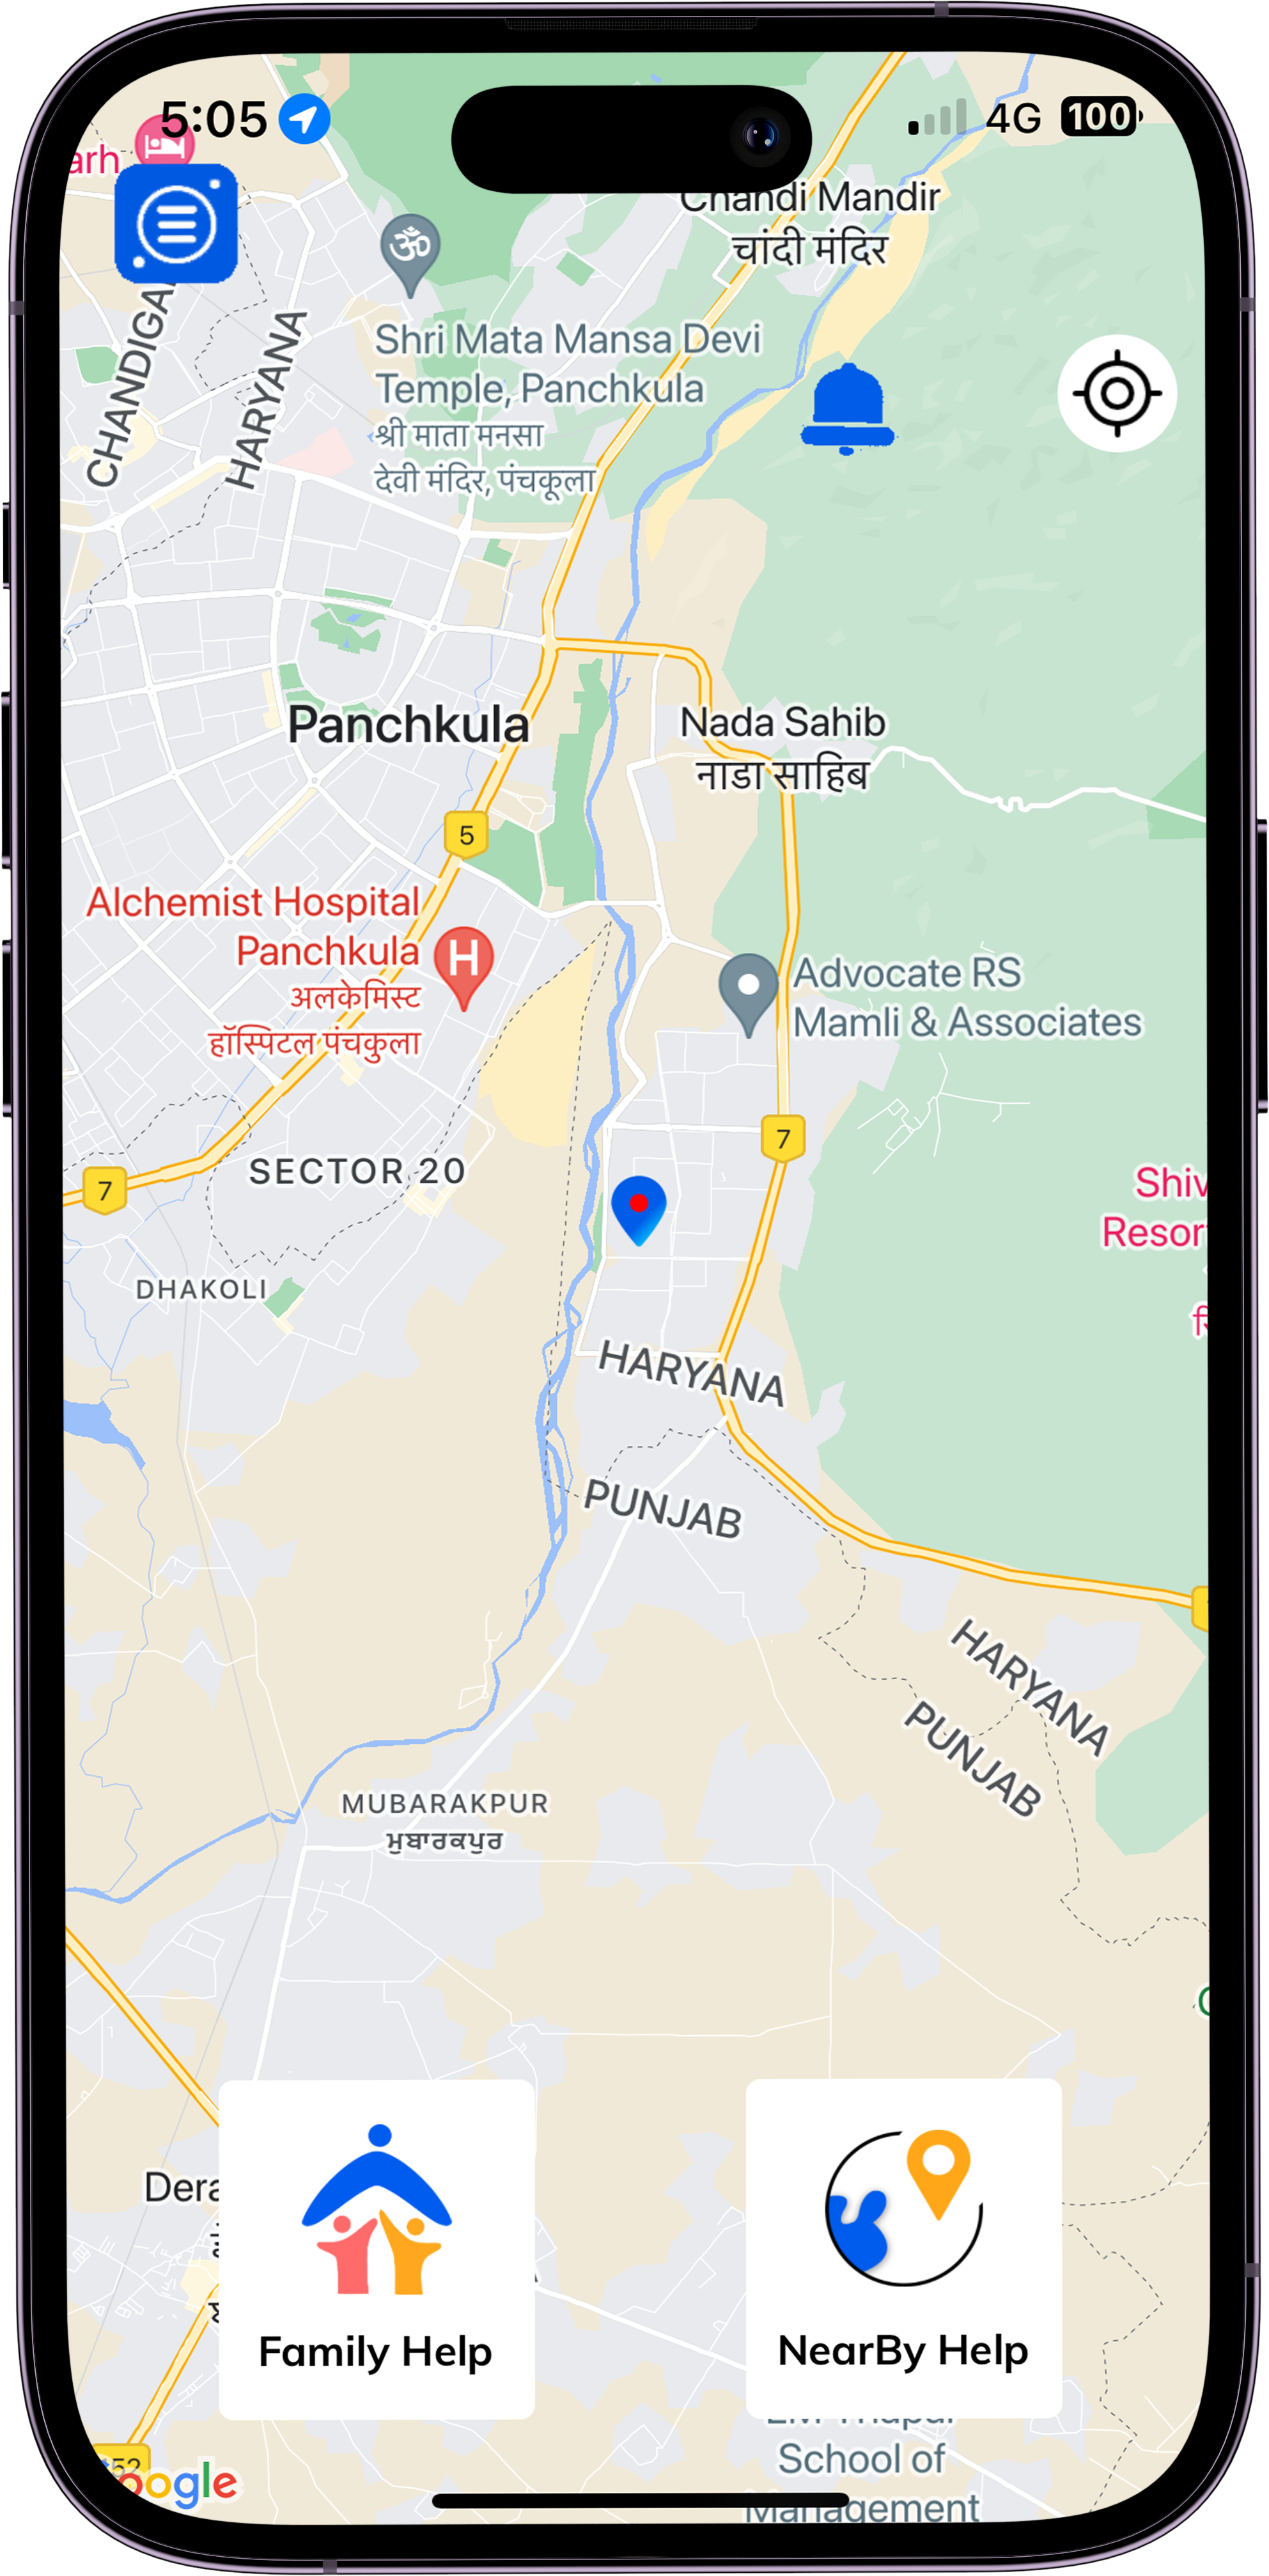 5:05
4G 100
arh
Chandi Mandir
चांदी मंदिर
CHANDIGA
HARYANA
Shri Mata Mansa Devi
Temple, Panchkula
श्री माता मनसा
देवी मंदिर, पंचकूला
Panchkula
Nada Sahib
नाडा साहिब
5
Alchemist Hospital
Panchkula
अलकेमिस्ट
हॉस्पिटल पंचकुला
H
Advocate RS
Mamli & Associates
7
7
SECTOR 20
Shiv
Resor
DHAKOLI
HARYANA
PUNJAB
HARYANA
PUNJAB
MUBARAKPUR
ਮੁਬਾਰਕਪੁਰ
Dera
Family Help
NearBy Help
School of
Management
52
Google